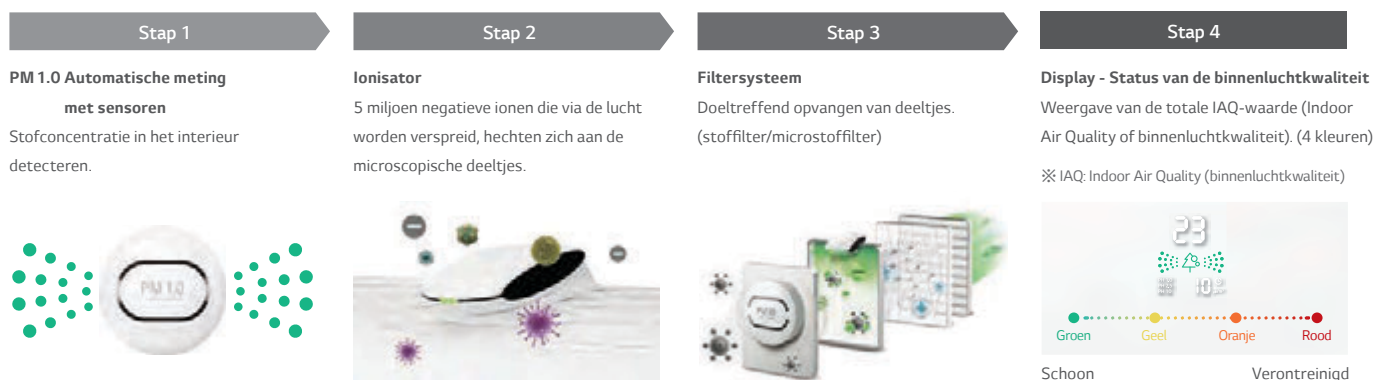 Stap 1
PM 1.0 Automatische meting
met sensoren
Stofconcentratie in het interieur
detecteren.
PM 1.0
Stap 2
Ionisator
5 miljoen negatieve ionen die via de lucht
worden verspreid, hechten zich aan de
microscopische deeltjes.
Stap 3
Filtersysteem
Doeltreffend opvangen van deeltjes.
(stoffilter/microstoffilter)
Stap 4
Display - Status van de binnenluchtkwaliteit
Weergave van de totale IAQ-waarde (Indoor
Air Quality of binnenluchtkwaliteit). (4 kleuren)
※ IAQ: Indoor Air Quality (binnenluchtkwaliteit)
23
10
Groen Geel Oranje Rood
Schoon Verontreinigd